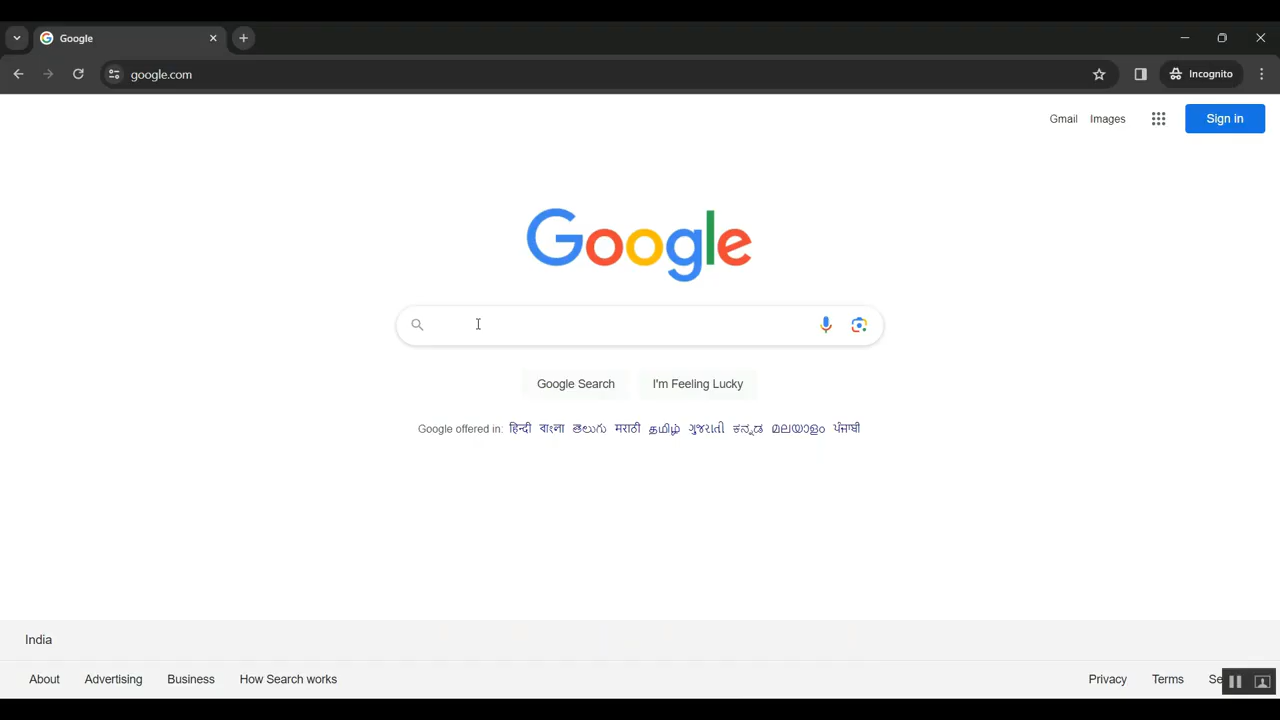 Google
google.com
Incognito
Gmail Images Sign in
Google
Google Search I'm Feeling Lucky
Google offered in: हिन्दी বাংলা తెలుగు मराठी தமிழ் ગુજરાતી ಕನ್ನಡ മലയാളം ਪੰਜਾਬੀ
India
About Advertising Business How Search works Privacy Terms Se